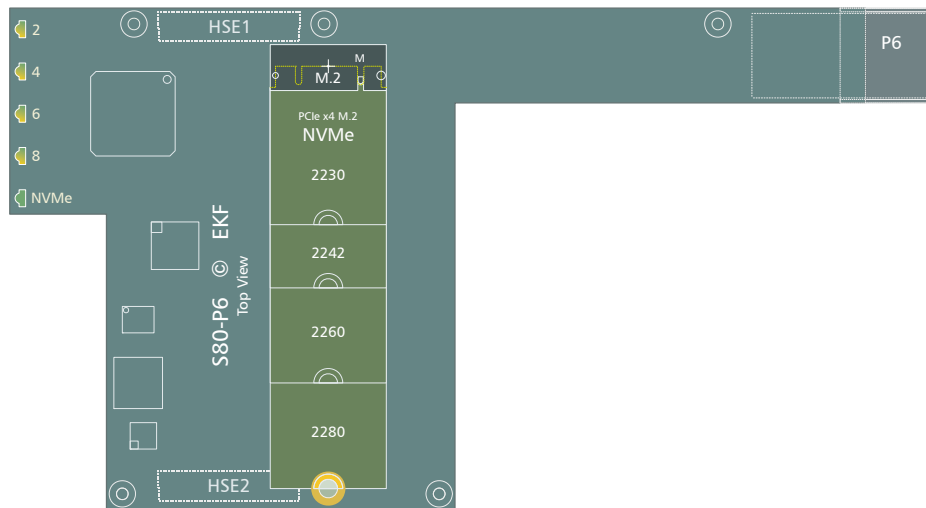 2
HSE1
P6
M
M.2
4
PCIe x4 M.2
NVMe
6
8
2230
NVMe
2242
S80-P6 © EKF
Top View
2260
2280
HSE2